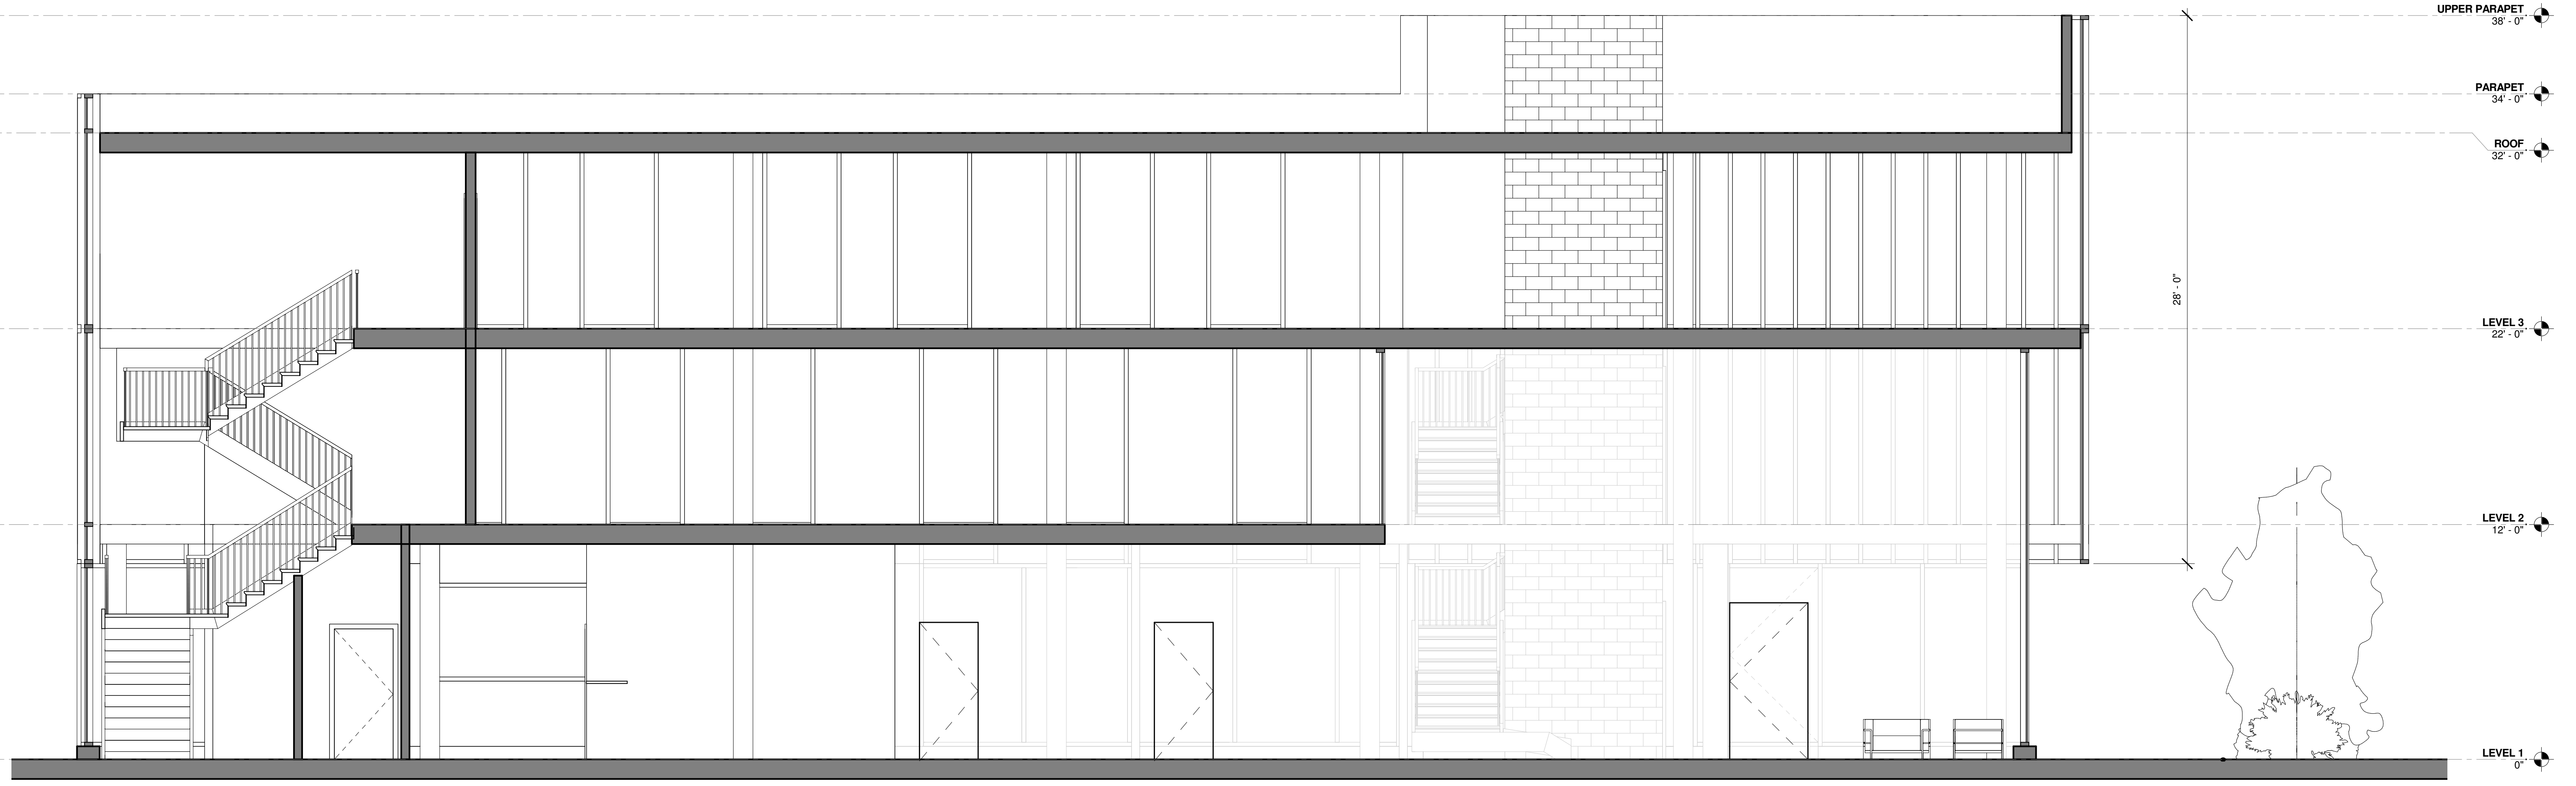 UPPER PARAPET
38' - 0"
PARAPET
34' - 0"
ROOF
32' - 0"
28' - 0"
LEVEL 3
22' - 0"
LEVEL 2
12' - 0"
LEVEL 1
0"